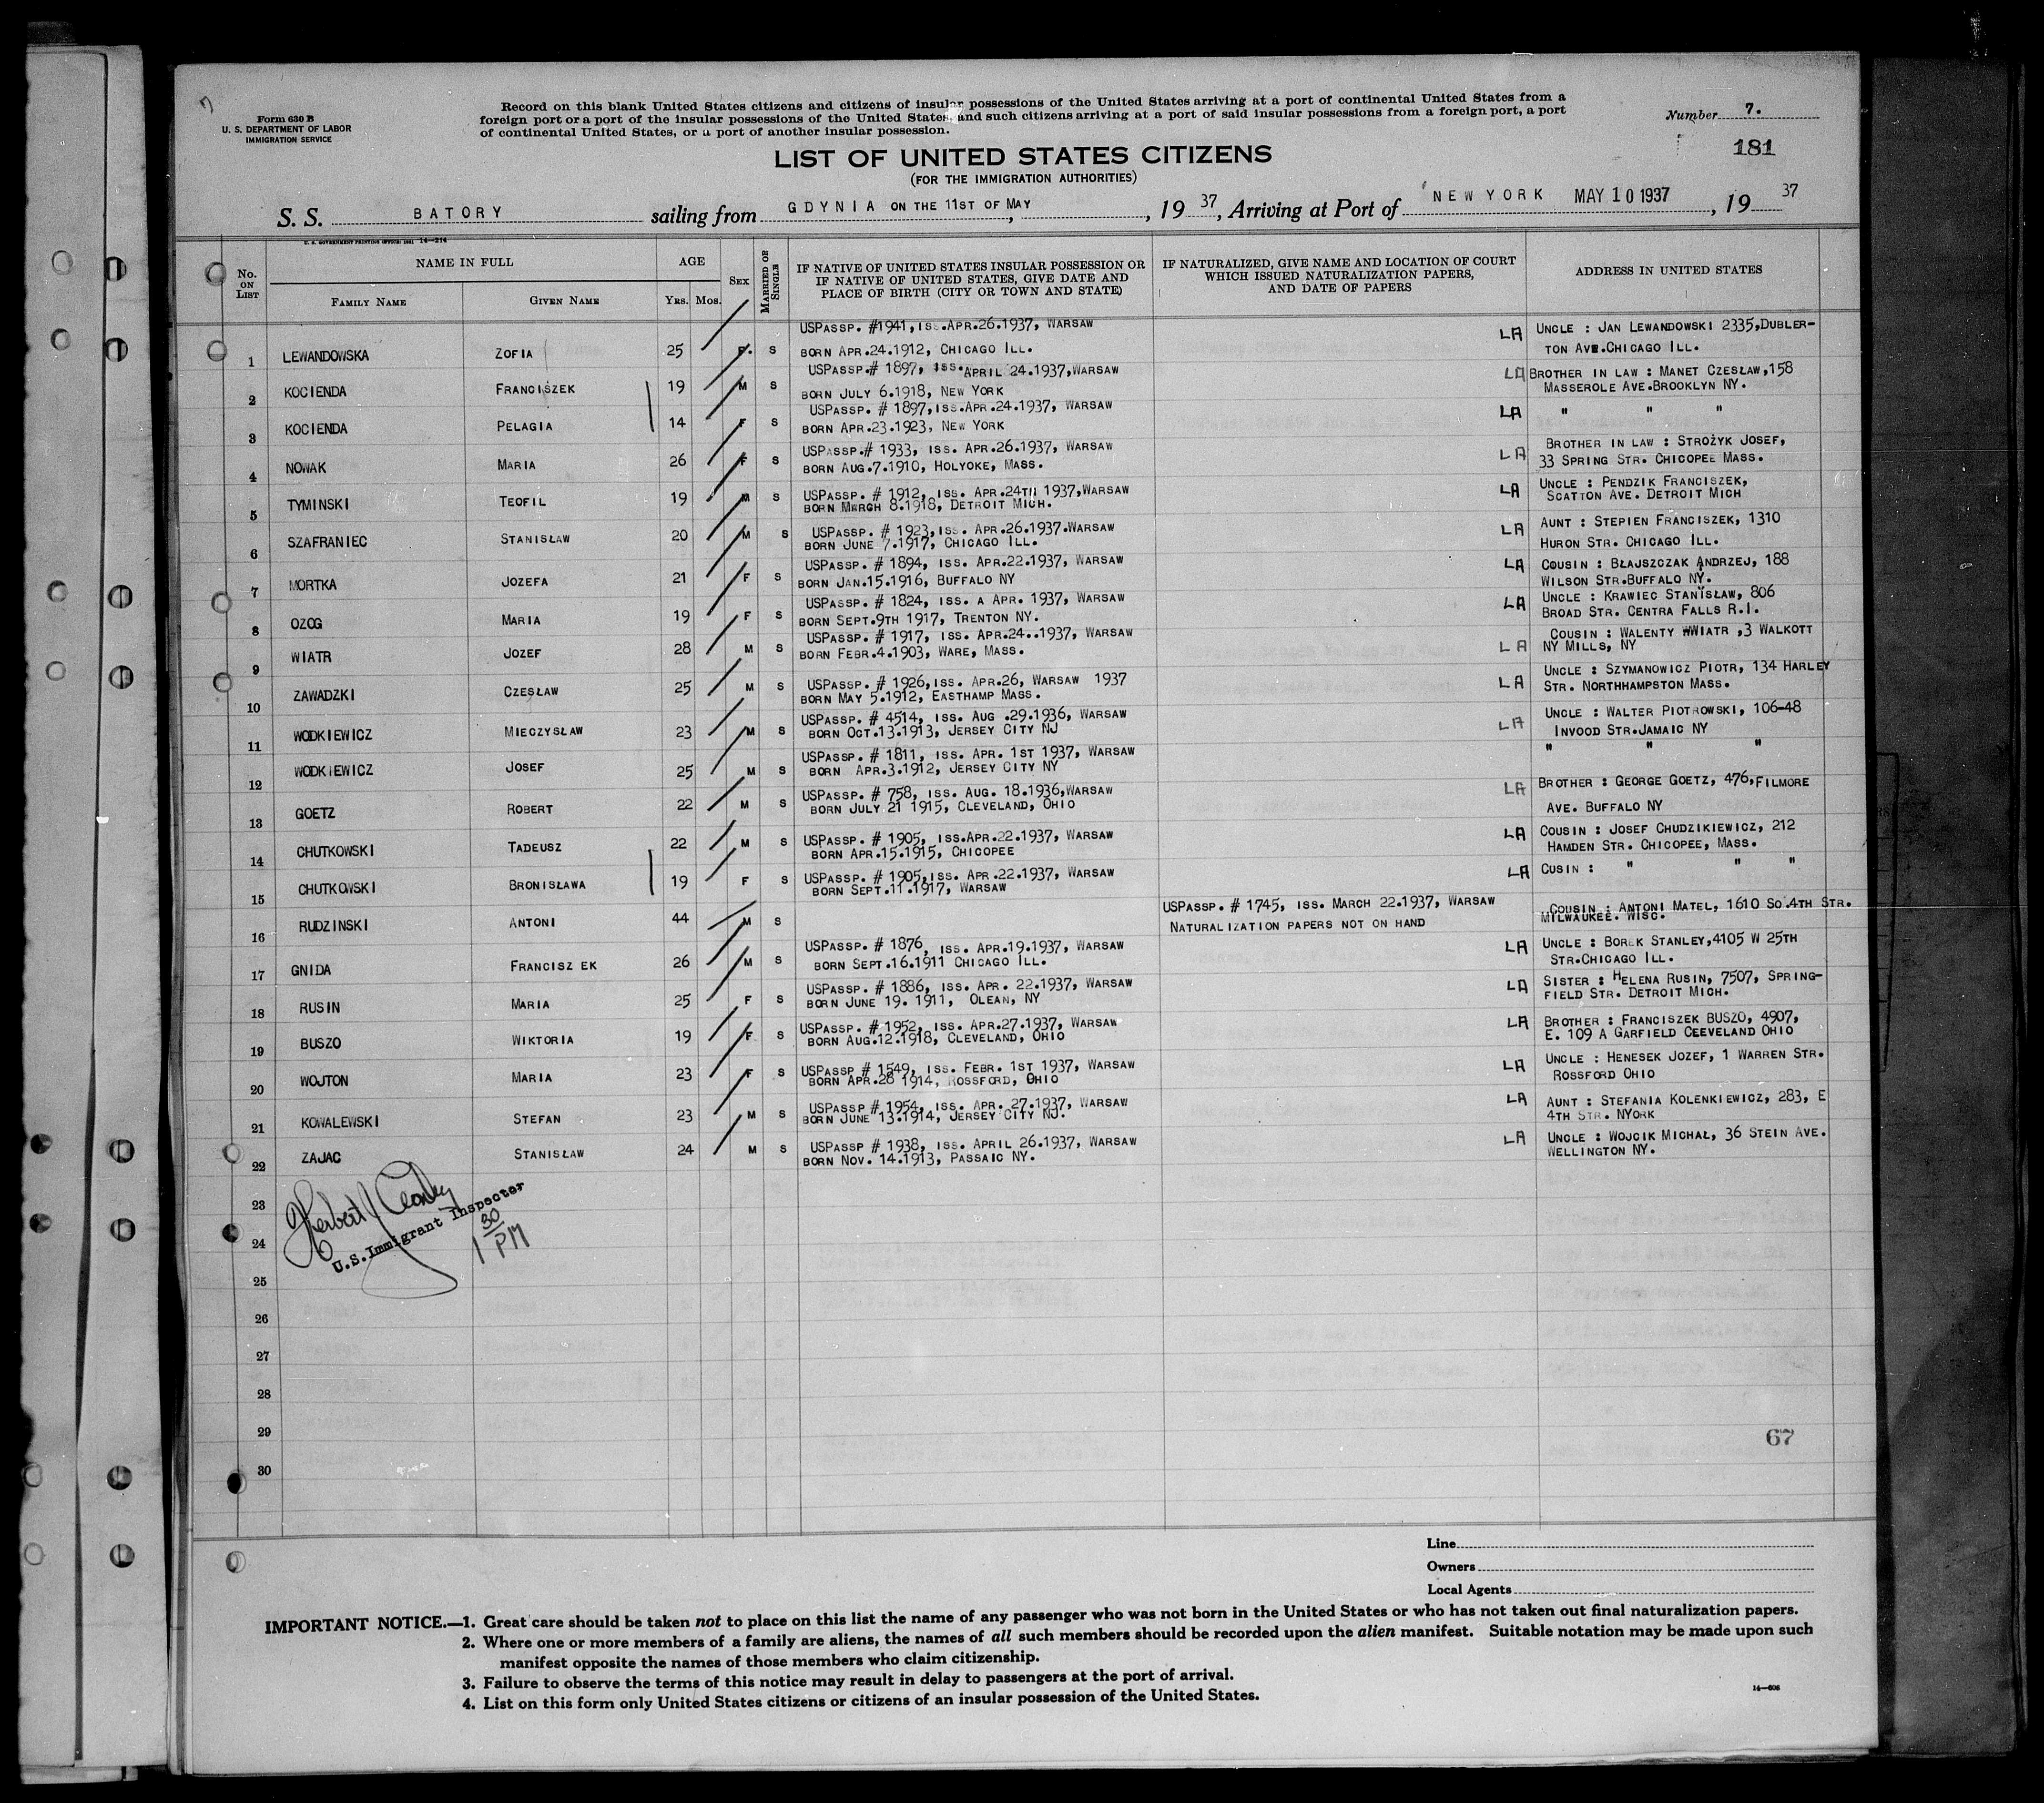 7
Form 630 B
U. S. DEPARTMENT OF LABOR
IMMIGRATION SERVICE
Record on this blank United States citizens and citizens of insular possessions of the United States arriving at a port of continental United States from a
foreign port or a port of the insular possessions of the United States, and such citizens arriving at a port of said insular possessions from a foreign port, a port
of continental United States, or a port of another insular possession.
Number 7.
181
LIST OF UNITED STATES CITIZENS
(FOR THE IMMIGRATION AUTHORITIES)
S. S. BATORY sailing from GDYNIA ON THE 11ST OF MAY, 1937, Arriving at Port of NEW YORK MAY 10 1937, 1937
U. S. GOVERNMENT PRINTING OFFICE: 1931 14—214
No. ON LIST
NAME IN FULL
FAMILY NAME GIVEN NAME
AGE
YRS. MOS.
SEX
MARRIED OR SINGLE
IF NATIVE OF UNITED STATES INSULAR POSSESSION OR
IF NATIVE OF UNITED STATES, GIVE DATE AND
PLACE OF BIRTH (CITY OR TOWN AND STATE)
IF NATURALIZED, GIVE NAME AND LOCATION OF COURT
WHICH ISSUED NATURALIZATION PAPERS,
AND DATE OF PAPERS
ADDRESS IN UNITED STATES
USPASSP. #1941, ISS.APR.26.1937, WARSAW LA UNCLE : JAN LEWANDOWSKI 2335,DUBLER-
1 LEWANDOWSKA ZOFIA 25 F. S BORN APR.24.1912, CHICAGO ILL. TON AVE.CHICAGO ILL.
USPASSP.# 1897, ISS.APRIL 24.1937,WARSAW LA BROTHER IN LAW : MANET CZESŁAW,158
2 KOCIENDA FRANCISZEK 19 M S BORN JULY 6.1918, NEW YORK MASSEROLE AVE.BROOKLYN NY.
USPASSP. # 1897,ISS.APR.24.1937, WARSAW LA " " "
3 KOCIENDA PELAGIA 14 F S BORN APR.23.1923, NEW YORK
USPASSP.# 1933, ISS. APR.26.1937, WARSAW LA BROTHER IN LAW : STROŻYK JOSEF,
4 NOWAK MARIA 26 F S BORN AUG.7.1910, HOLYOKE, MASS. 33 SPRING STR. CHICOPEE MASS.
USPASSP. # 1912, ISS. APR.24TH 1937,WARSAW LA UNCLE : PENDZIK FRANCISZEK,
5 TYMINSKI TEOFIL 19 M S BORN MARCH 8.1918, DETROIT MICH. SCATTON AVE. DETROIT MICH
USPASSP. # 1923,ISS. APR.26.1937.WARSAW LA AUNT : STEPIEN FRANCISZEK, 1310
6 SZAFRANIEC STANISŁAW 20 M S BORN JUNE 7.1917, CHICAGO ILL. HURON STR. CHICAGO ILL.
USPASSP. # 1894, ISS. APR.22.1937, WARSAW LA COUSIN : BŁAJSZCZAK ANDRZEJ, 188
7 MORTKA JOZEFA 21 F S BORN JAN.15.1916, BUFFALO NY WILSON STR.BUFFALO NY.
USPASSP. # 1824, ISS. A APR. 1937, WARSAW LA UNCLE : KRAWIEC STANISŁAW, 806
8 OZOG MARIA 19 F S BORN SEPT.9TH 1917, TRENTON NY. BROAD STR. CENTRA FALLS R.I.
USPASSP. # 1917, ISS. APR.24..1937, WARSAW LA COUSIN : WALENTY WWIATR ,3 WALKOTT
9 WIATR JOZEF 28 M S BORN FEBR.4.1903, WARE, MASS. NY MILLS, NY
USPASSP. # 1926,ISS. APR.26, WARSAW 1937 LA UNCLE : SZYMANOWICZ PIOTR, 134 HARLEY
10 ZAWADZKI CZESŁAW 25 M S BORN MAY 5.1912, EASTHAMP MASS. STR. NORTHHAMPSTON MASS.
USPASSP. # 4514, ISS. AUG .29.1936, WARSAW LA UNCLE : WALTER PIOTROWSKI, 106-48
11 WODKIEWICZ MIECZYSŁAW 23 M S BORN OCT.13.1913, JERSEY CITY NJ INVOOD STR.JAMAIC NY
USPASSP. # 1811, ISS. APR. 1ST 1937, WARSAW " " "
12 WODKIEWICZ JOSEF 25 M S BORN APR.3.1912, JERSEY CITY NY
USPASSP. # 758, ISS. AUG. 18.1936,WARSAW LA BROTHER : GEORGE GOETZ, 476,FILMORE
13 GOETZ ROBERT 22 M S BORN JULY 21 1915, CLEVELAND, OHIO AVE. BUFFALO NY
USPASSP. # 1905, ISS.APR.22.1937, WARSAW LA COUSIN : JOSEF CHUDZIKIEWICZ, 212
14 CHUTKOWSKI TADEUSZ 22 M S BORN APR.15.1915, CHICOPEE HAMDEN STR. CHICOPEE, MASS.
USPASSP. # 1905,ISS. APR.22.1937, WARSAW LA CUSIN : " " "
15 CHUTKOWSKI BRONISŁAWA 19 F S BORN SEPT.11.1917, WARSAW
USPASSP. # 1745, ISS. MARCH 22.1937, WARSAW COUSIN : ANTONI MATEL, 1610 SO.4TH STR.
16 RUDZINSKI ANTONI 44 M S NATURALIZATION PAPERS NOT ON HAND MILWAUKEE. WISC.
USPASSP. # 1876, ISS. APR.19.1937, WARSAW LA UNCLE : BOREK STANLEY,4105 W 25TH
17 GNIDA FRANCISZ EK 26 M S BORN SEPT.16.1911 CHICAGO ILL. STR.CHICAGO ILL.
USPASSP. # 1886, ISS. APR. 22.1937, WARSAW LA SISTER : HELENA RUSIN, 7507, SPRING-
18 RUSIN MARIA 25 F S BORN JUNE 19. 1911, OLEAN, NY FIELD STR. DETROIT MICH.
USPASSP. # 1952, ISS. APR.27.1937, WARSAW LA BROTHER : FRANCISZEK BUSZO, 4907,
19 BUSZO WIKTORIA 19 F S BORN AUG.12.1918, CLEVELAND, OHIO E. 109 A GARFIELD CEEVELAND OHIO
USPASSP # 1549, ISS. FEBR. 1ST 1937, WARSAW LA UNCLE : HENESEK JOZEF, 1 WARREN STR.
20 WOJTON MARIA 23 F S BORN APR.28 1914, ROSSFORD, OHIO ROSSFORD OHIO
USPASSP # 1954, ISS. APR. 27.1937, WARSAW LA AUNT : STEFANIA KOLENKIEWICZ, 283, E
21 KOWALEWSKI STEFAN 23 M S BORN JUNE 13.1914, JERSEY CITY NJ. 4TH STR. NYORK
USPASSP # 1938, ISS. APRIL 26.1937, WARSAW LA UNCLE : WOJCIK MICHAŁ, 36 STEIN AVE.
22 ZAJAC STANISŁAW 24 M S BORN NOV. 14.1913, PASSAIC NY. WELLINGTON NY.
23
Herbert J
U.S. Immigrant Inspector
1 30 PM
24
25
26
27
28
29
67
30
Line
Owners
Local Agents
IMPORTANT NOTICE.—1. Great care should be taken not to place on this list the name of any passenger who was not born in the United States or who has not taken out final naturalization papers.
2. Where one or more members of a family are aliens, the names of all such members should be recorded upon the alien manifest. Suitable notation may be made upon such
manifest opposite the names of those members who claim citizenship.
3. Failure to observe the terms of this notice may result in delay to passengers at the port of arrival.
4. List on this form only United States citizens or citizens of an insular possession of the United States.
14—606